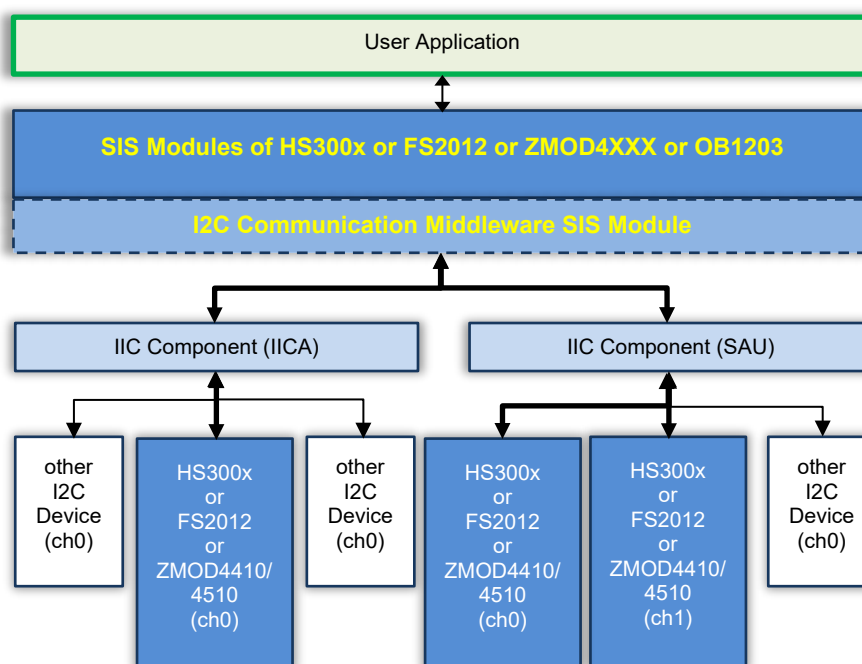 User Application
SIS Modules of HS300x or FS2012 or ZMOD4XXX or OB1203
I2C Communication Middleware SIS Module
IIC Component (IICA)
IIC Component (SAU)
other
I2C
Device
(ch0)
HS300x
or
FS2012
or
ZMOD4410/
4510
(ch0)
other
I2C
Device
(ch0)
HS300x
or
FS2012
or
ZMOD4410/
4510
(ch0)
HS300x
or
FS2012
or
ZMOD4410/
4510
(ch1)
other
I2C
Device
(ch0)